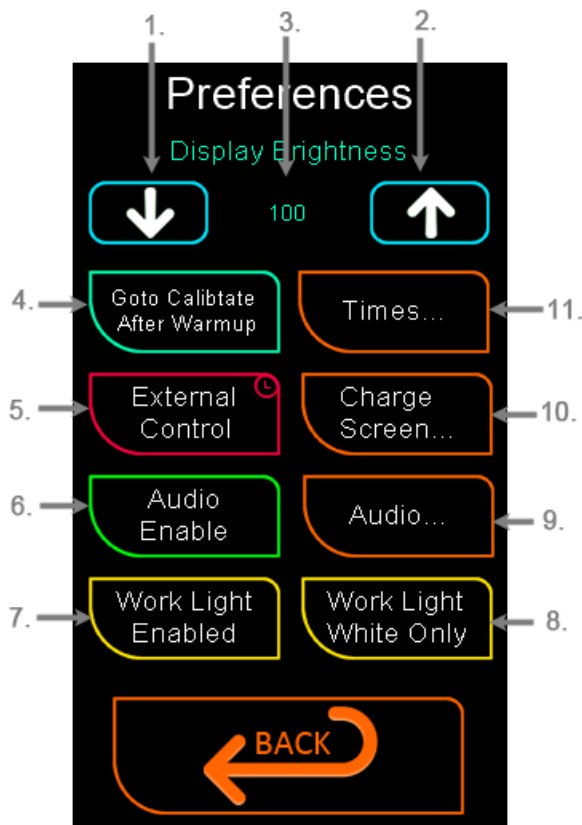 1.
3.
2.
Preferences
Display Brightness
100
4.
Goto Calibtate
After Warmup
Times...
11.
5.
External
Control
Charge
Screen...
10.
6.
Audio
Enable
Audio...
9.
7.
Work Light
Enabled
Work Light
White Only
8.
BACK